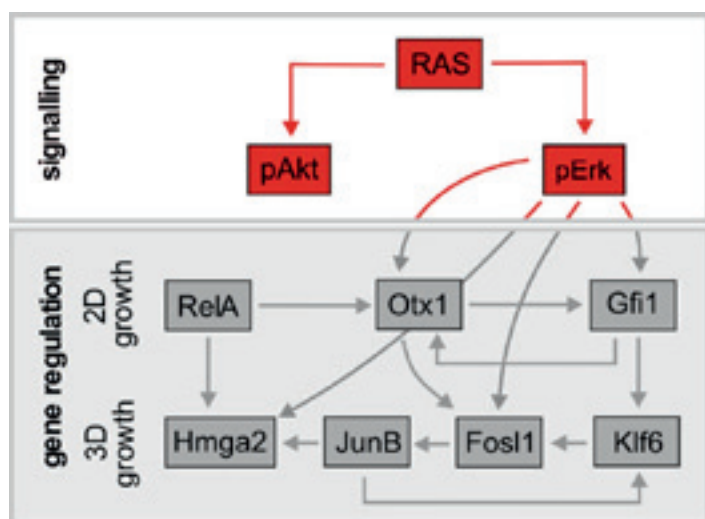 signalling
RAS
pAkt
pErk
gene regulation
2D
growth
RelA
Otx1
Gfi1
3D
growth
Hmga2
JunB
Fosl1
Klf6